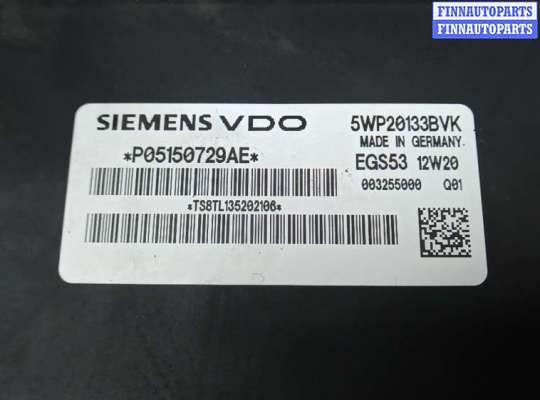 FINNAUTOPARTS
FINNAUTOPARTS
SIEMENS VDO 5WP20133BVK
MADE IN GERMANY
*P05150729AE* EGS53 12W20
003255000 Q01
*TS8TL135202106*